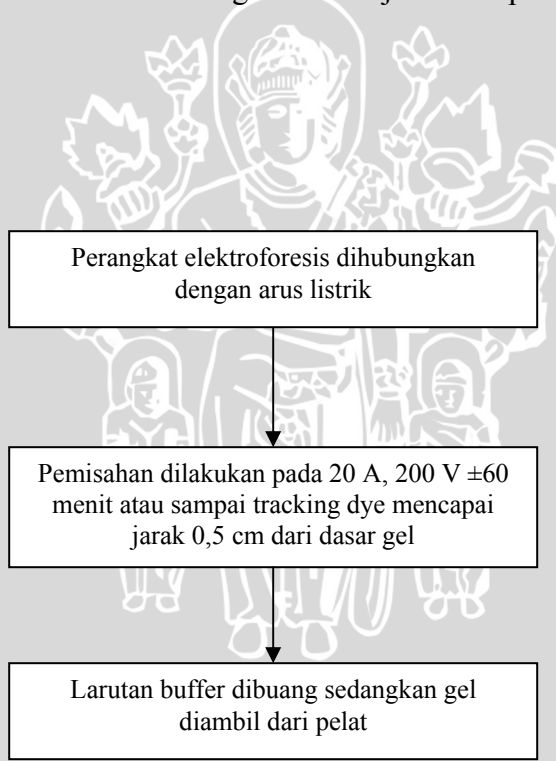 Perangkat elektroforesis dihubungkan
dengan arus listrik
Pemisahan dilakukan pada 20 A, 200 V ±60
menit atau sampai tracking dye mencapai
jarak 0,5 cm dari dasar gel
Larutan buffer dibuang sedangkan gel
diambil dari pelat